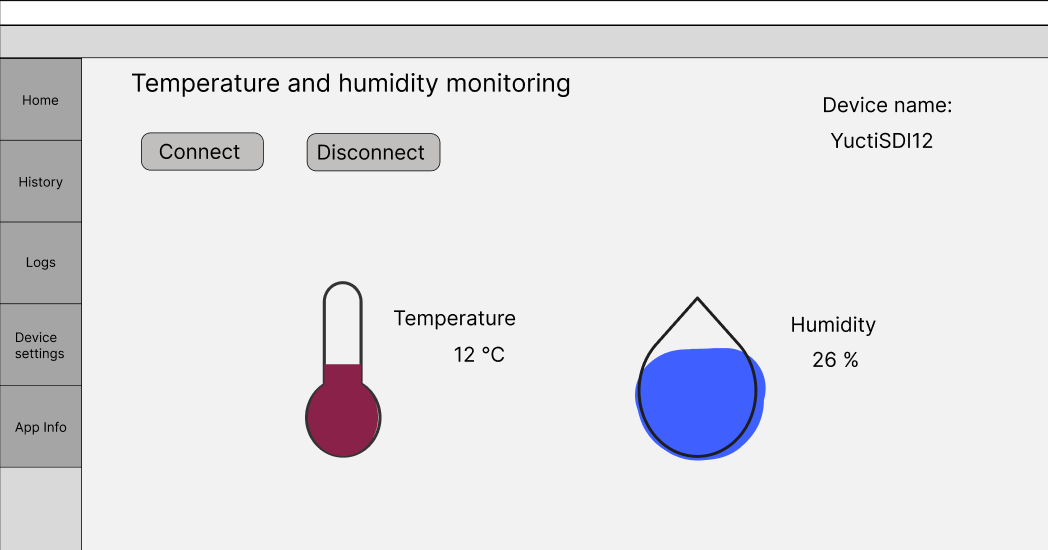 Temperature and humidity monitoring
Device name:
YuctiSDI12
Connect
Disconnect
Home
History
Logs
Device
settings
App Info
Temperature
12 °C
Humidity
26 %